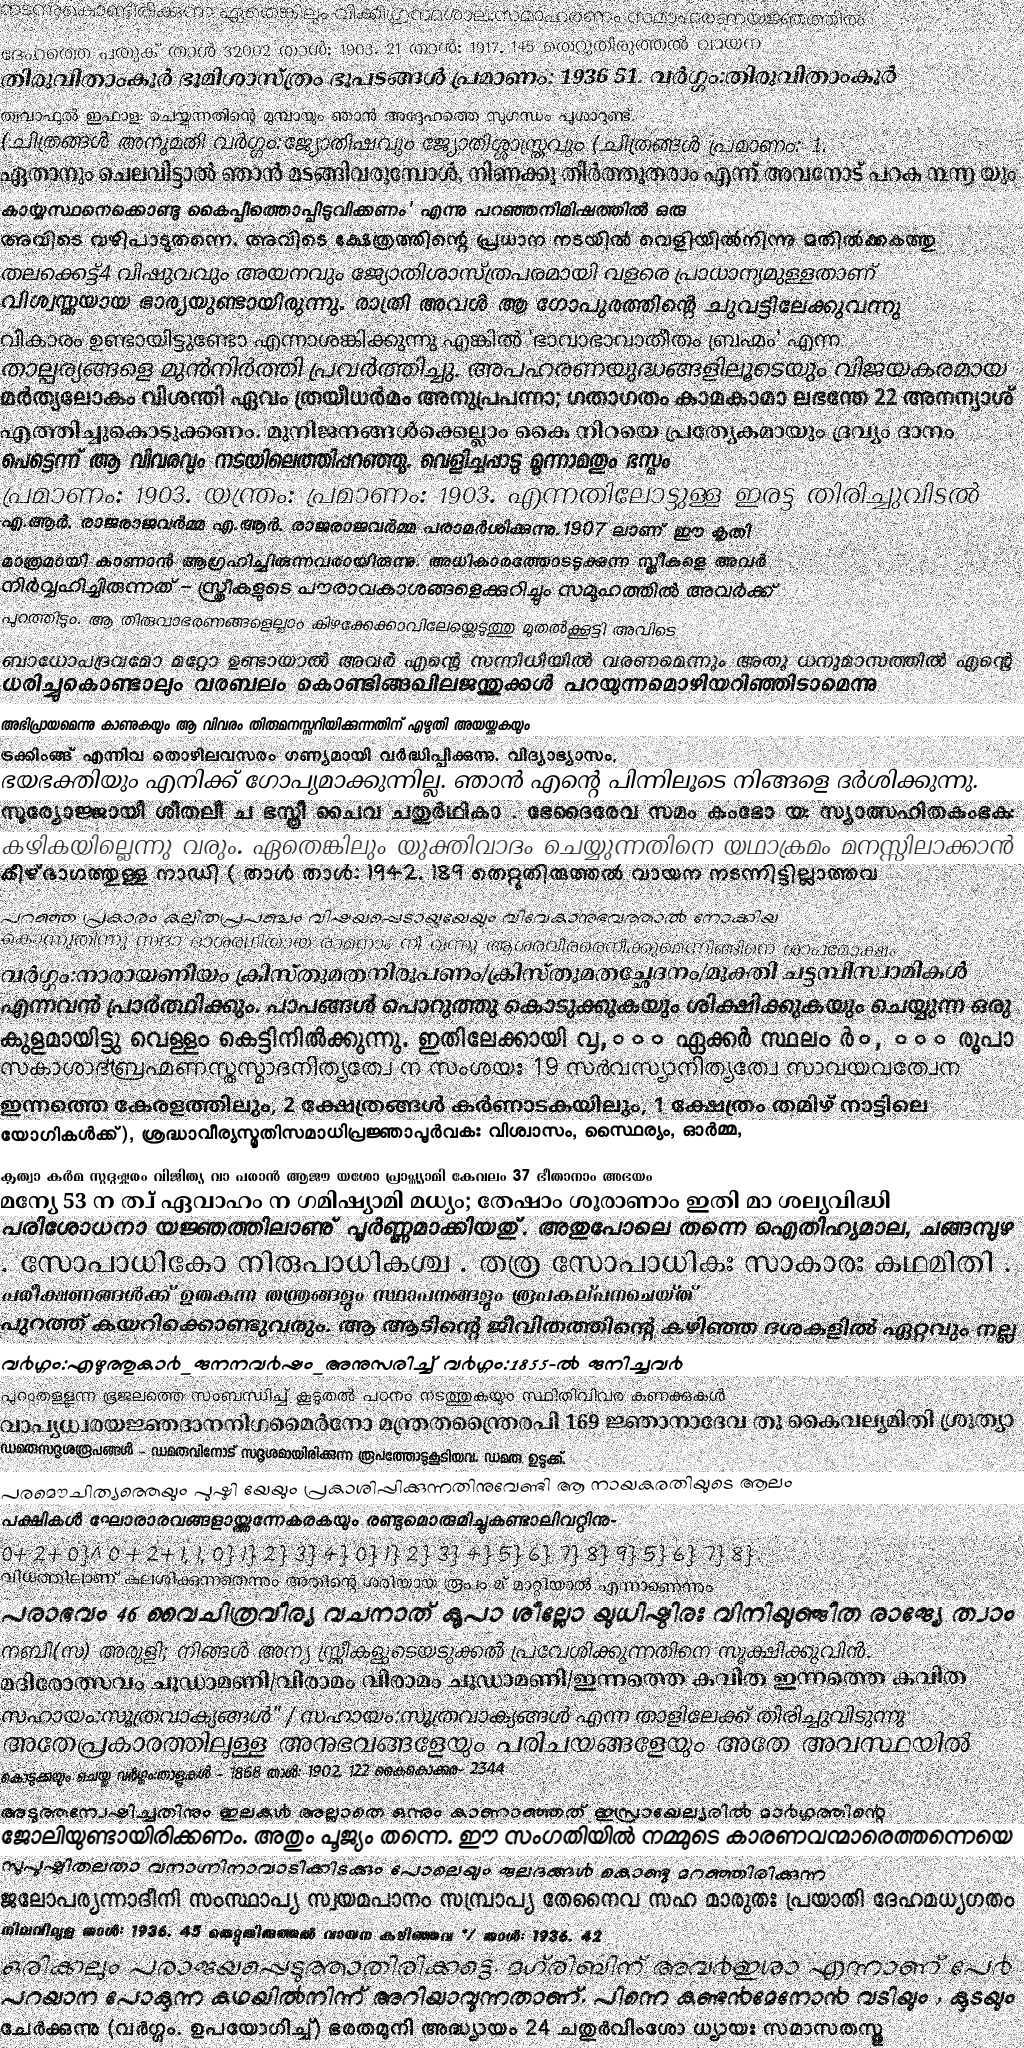 നടന്നുകൊണ്ടിരിക്കുന്ന ഏതെങ്കിലും വിക്കിഗ്രന്ഥശാല:സമാഹരണം സമാഹരണയജ്ഞത്തിൽ
ദേഹത്തെ പുതുക് താൾ 32002 താൾ: 1903. 21 താൾ: 1917. 145 തെറ്റുതിരുത്തൽ വായന
തിരുവിതാംകൂർ ഭൂമിശാസ്ത്രം ഭൂപടങ്ങൾ പ്രമാണം: 1936 51. വർഗ്ഗം:തിരുവിതാംകൂർ
ത്വവാഫുൽ ഇഫാളഃ ചെയ്യുന്നതിന്റെ മുമ്പായും ഞാൻ അദ്ദേഹത്തെ സുഗന്ധം പൂശാറുണ്ട്.
(ചിത്രങ്ങൾ അനുമതി വർഗ്ഗം:ജ്യോതിഷവും ജ്യോതിശ്ശാസ്ത്രവും (ചിത്രങ്ങൾ പ്രമാണം: 1.
ഏതാനും ചെലവിട്ടാൽ ഞാൻ മടങ്ങിവരുമ്പോൾ, നിണക്കു തീർത്തുതരാം എന്ന് അവനോട് പറക നന്ന യും
കാര്യസ്ഥനെക്കൊണ്ടു കൈപ്പിത്തൊപ്പിടുവിക്കണം' എന്നു പറഞ്ഞനിമിഷത്തിൽ ഒരു
അവിടെ വഴിപാടുതന്നെ. അവിടെ ക്ഷേത്രത്തിന്റെ പ്രധാന നടയിൽ വെളിയിൽനിന്നു മതിൽക്കകത്തു
തലക്കെട്ട്4 വിഷുവവും അയനവും ജ്യോതിശാസ്ത്രപരമായി വളരെ പ്രാധാന്യമുള്ളതാണ്
വിശ്വസ്തയായ ഭാര്യയുണ്ടായിരുന്നു. രാത്രി അവൾ ആ ഗോപുരത്തിന്റെ ചുവട്ടിലേക്കുവന്നു
വികാരം ഉണ്ടായിട്ടുണ്ടോ എന്നാശങ്കിക്കുന്നു എങ്കിൽ 'ഭാവാഭാവാതീതം ബ്രഹ്മം' എന്ന
താല്പര്യങ്ങളെ മുൻനിർത്തി പ്രവർത്തിച്ചു. അപഹരണയുദ്ധങ്ങളിലൂടെയും വിജയകരമായ
മർത്യലോകം വിശന്തി ഏവം ത്രയീധർമം അനുപ്രപന്നാ; ഗതാഗതം കാമകാമാ ലഭന്തേ 22 അനന്യാശ്
എത്തിച്ചുകൊടുക്കണം. മുനിജനങ്ങൾക്കെല്ലാം കൈ നിറയെ പ്രത്യേകമായും ദ്രവ്യം ദാനം
പെട്ടെന്ന് ആ വിവരവും നടയിലെത്തിപ്പറഞ്ഞു. വെളിച്ചപ്പാടു മൂന്നാമതും ഭസ്മം
പ്രമാണം: 1903. യന്ത്രം: പ്രമാണം: 1903. എന്നതിലോട്ടുള്ള ഇരട്ട തിരിച്ചുവിടൽ
എ.ആർ. രാജരാജവർമ്മ എ.ആർ. രാജരാജവർമ്മ പരാമർശിക്കുന്നു.1907 ലാണ് ഈ കൃതി
മാത്രമായി കാണാൻ ആഗ്രഹിച്ചിരുന്നവരായിരുന്നു. അധികാരത്തോടടുക്കുന്ന സ്ത്രീകളെ അവർ
നിർവ്വഹിച്ചിരുന്നത് – സ്ത്രീകളുടെ പൗരാവകാശങ്ങളെക്കുറിച്ചും സമൂഹത്തിൽ അവർക്ക്
പുറത്തിടും. ആ തിരുവാഭരണങ്ങളെല്ലാം കിഴക്കേക്കാവിലേയ്ക്കെടുത്തു മുതൽക്കൂട്ടി അവിടെ
ബാധോപദ്രവമോ മറ്റോ ഉണ്ടായാൽ അവർ എന്റെ സന്നിധിയിൽ വരണമെന്നും അതു ധനുമാസത്തിൽ എന്റെ
ധരിച്ചുകൊണ്ടാലും വരബലം കൊണ്ടിങ്ങഖിലജന്തുക്കൾ പറയുന്നമൊഴിയറിഞ്ഞിടാമെന്നു
അഭിപ്രായമെന്നു കാണുകയും ആ വിവരം തിരുമനസ്സറിയിക്കുന്നതിന് എഴുതി അയയ്ക്കുകയും
ട്രക്കിംങ്ങ് എന്നിവ തൊഴിലവസരം ഗണ്യമായി വർദ്ധിപ്പിക്കുന്നു. വിദ്യാഭ്യാസം,
ഭയഭക്തിയും എനിക്ക് ഗോപ്യമാക്കുന്നില്ല. ഞാൻ എന്റെ പിന്നിലൂടെ നിങ്ങളെ ദർശിക്കുന്നു.
സൂര്യോജ്ജായീ ശീതലീ ച ഭസ്ത്രീ ചൈവ ചതുർഥികാ . ഭേദൈരേവ സമം കുംഭോ യഃ സ്യാത്സഹിതകുംഭകഃ
കഴികയില്ലെന്നു വരും. ഏതെങ്കിലും യുക്തിവാദം ചെയ്യുന്നതിനെ യഥാക്രമം മനസ്സിലാക്കാൻ
കീഴ്ഭാഗത്തുള്ള നാഡി ( താൾ താൾ: 1942. 189 തെറ്റുതിരുത്തൽ വായന നടന്നിട്ടില്ലാത്തവ
പറഞ്ഞ പ്രകാരം കല്പിതപ്രപഞ്ചം വിഷയപ്പെടായ്കയേയും വിവേകാനുഭവത്താൽ നോക്കിയ
വർഗ്ഗം:നാരായണീയം ക്രിസ്തുമതനിരൂപണം/ക്രിസ്തുമതച്ഛേദനം/മുക്തി ചട്ടമ്പിസ്വാമികൾ
എന്നവൻ പ്രാർത്ഥിക്കും. പാപങ്ങൾ പൊറുത്തു കൊടുക്കുകയും ശിക്ഷിക്കുകയും ചെയ്യുന്ന ഒരു
കുളമായിട്ടു വെള്ളം കെട്ടിനിൽക്കുന്നു. ഇതിലേക്കായി വൃ,൦൦൦ ഏക്കർ സ്ഥലം ർ൦, ൦൦൦ രൂപാ
സകാശാദ്ബ്രഹ്മണസ്തസ്മാദനിത്യത്വേ ന സംശയഃ 19 സർവസ്യാനിത്യത്വേ സാവയവത്വേന
ഇന്നത്തെ കേരളത്തിലും, 2 ക്ഷേത്രങ്ങൾ കർണാടകയിലും, 1 ക്ഷേത്രം തമിഴ് നാട്ടിലെ
യോഗികൾക്ക്), ശ്രദ്ധാവീര്യസ്മൃതിസമാധിപ്രജ്ഞാപൂർവകഃ വിശ്വാസം, സ്ഥൈര്യം, ഓർമ്മ,
കൃത്വാ കർമ സുദുഷ്കരം വിജിത്യ വാ പരാൻ ആജൗ യശോ പ്രാപ്സ്യാമി കേവലം 37 ഭീതാനാം അഭയം
മന്യേ 53 ന ത്വ് ഏവാഹം ന ഗമിഷ്യാമി മധ്യം; തേഷാം ശൂരാണാം ഇതി മാ ശല്യവിദ്ധി
പരിശോധനാ യജ്ഞത്തിലാണു് പൂർണ്ണമാക്കിയതു്. അതുപോലെ തന്നെ ഐതിഹ്യമാല, ചങ്ങമ്പുഴ
. സോപാധികോ നിരുപാധികശ്ച . തത്ര സോപാധികഃ സാകാരഃ കഥമിതി .
പരീക്ഷണങ്ങൾക്ക് ഉതകുന്ന തന്ത്രങ്ങളും സ്ഥാപനങ്ങളും രൂപകല്പനചെയ്ത്
പുറത്ത് കയറിക്കൊണ്ടുവരും. ആ ആടിന്റെ ജീവിതത്തിന്റെ കഴിഞ്ഞ ദശകളിൽ ഏറ്റവും നല്ല
വർഗ്ഗം:എഴുത്തുകാർ_ജനനവർഷം_അനുസരിച്ച് വർഗ്ഗം:1855-ൽ ജനിച്ചവർ
പുറംതള്ളുന്ന ഭൂജലത്തെ സംബന്ധിച്ച് കൂടുതൽ പഠനം നടത്തുകയും സ്ഥിതിവിവര കണക്കുകൾ
വാപ്യധ്വരയജ്ഞദാനനിഗമൈർനോ മന്ത്രതന്ത്രൈരപി 169 ജ്ഞാനാദേവ തു കൈവല്യമിതി ശ്രുത്യാ
ഡമരുസദൃശരൂപങ്ങൾ – ഡമരുവിനോട് സദൃശമായിരിക്കുന്ന രൂപത്തോടുകൂടിയവ. ഡമരു ഉടുക്ക്.
പരമൗചിത്യത്തെയും പുഷ്ടി യേയും പ്രകാശിപ്പിക്കുന്നതിനുവേണ്ടി ആ നായകരതിയുടെ ആലം
പക്ഷികൾ ഘോരാരവങ്ങളായ്ക്കുന്നേകരകയും രണ്ടുമൊരുമിച്ചുകണ്ടാലിവറ്റിനു-
0+2+0}\ 0+2+1, 1, 0} 1} 2} 3} 4} 0} 1} 2} 3} 4} 5} 6} 7} 8} 9} 5} 6} 7} 8}.
വിധത്തിലാണ് കലശിക്കുന്നതെന്നും അതിന്റെ ശരിയായ രൂപം മ് മാറ്റിയാൽ എന്നാണെന്നും
പരാഭവം 46 വൈചിത്രവീര്യ വചനാത് കൃപാ ശീല്ലോ യുധിഷ്ഠിരഃ വിനിയുഞ്ജീത രാജ്യേ ത്വാം
നബി(സ) അരുളി; നിങ്ങൾ അന്യ സ്ത്രീകളുടെയടുക്കൽ പ്രവേശിക്കുന്നതിനെ സൂക്ഷിക്കുവിൻ.
മദിരോത്സവം ചൂഡാമണി/വിരാമം വിരാമം ചൂഡാമണി/ഇന്നത്തെ കവിത ഇന്നത്തെ കവിത
സഹായം:സൂത്രവാക്യങ്ങൾ" / സഹായം:സൂത്രവാക്യങ്ങൾ എന്ന താളിലേക്ക് തിരിച്ചുവിടുന്നു
അതേപ്രകാരത്തിലുള്ള അനുഭവങ്ങളേയും പരിചയങ്ങളേയും അതേ അവസ്ഥയിൽ
കൊടുക്കയും ചെയ്തു വർഗ്ഗം:താളുകൾ – 1868 താൾ: 1902. 122 കൈകൊക്കര- 2344
അടുത്തന്വേഷിച്ചതിനും ഇലകൾ അല്ലാതെ ഒന്നും കാണാഞ്ഞത് ഇസ്രായേല്യരിൽ മാർഗ്ഗത്തിന്റെ
ജോലിയുണ്ടായിരിക്കണം. അതും പൂജ്യം തന്നെ. ഈ സംഗതിയിൽ നമ്മുടെ കാരണവന്മാരെത്തന്നെയെ
സുപുഷ്പിതലതാ വനാഗ്നിനാവാടിക്കിടക്കും പോലെയും ജലദങ്ങൾ കൊണ്ടു മറഞ്ഞിരിക്കുന്ന
ജലോപര്യന്നാദീനി സംസ്ഥാപ്യ സ്വയമപാനം സമ്പ്രാപ്യ തേനൈവ സഹ മാരുതഃ പ്രയാതി ദേഹമധ്യഗതം
നിലവിലുള്ള താൾ: 1936. 45 തെറ്റുതിരുത്തൽ വായന കഴിഞ്ഞവ "/ താൾ: 1936. 42
ഒരിക്കലും പരാജയപ്പെടുത്താതിരിക്കട്ടെ. മഗ്‌രിബിന് അവർഇശാ എന്നാണ് പേർ
പറയാന പോകുന്ന കഥയിൽനിന്ന് അറിയാവുന്നതാണ്. പിന്നെ കണ്ടൻമേനോൻ വടിയും , കുടയും
ചേർക്കുന്നു (വർഗ്ഗം. ഉപയോഗിച്ച്) ഭരതമുനി അദ്ധ്യായം 24 ചതുർവിംശോ ധ്യായഃ സമാസതസ്തു